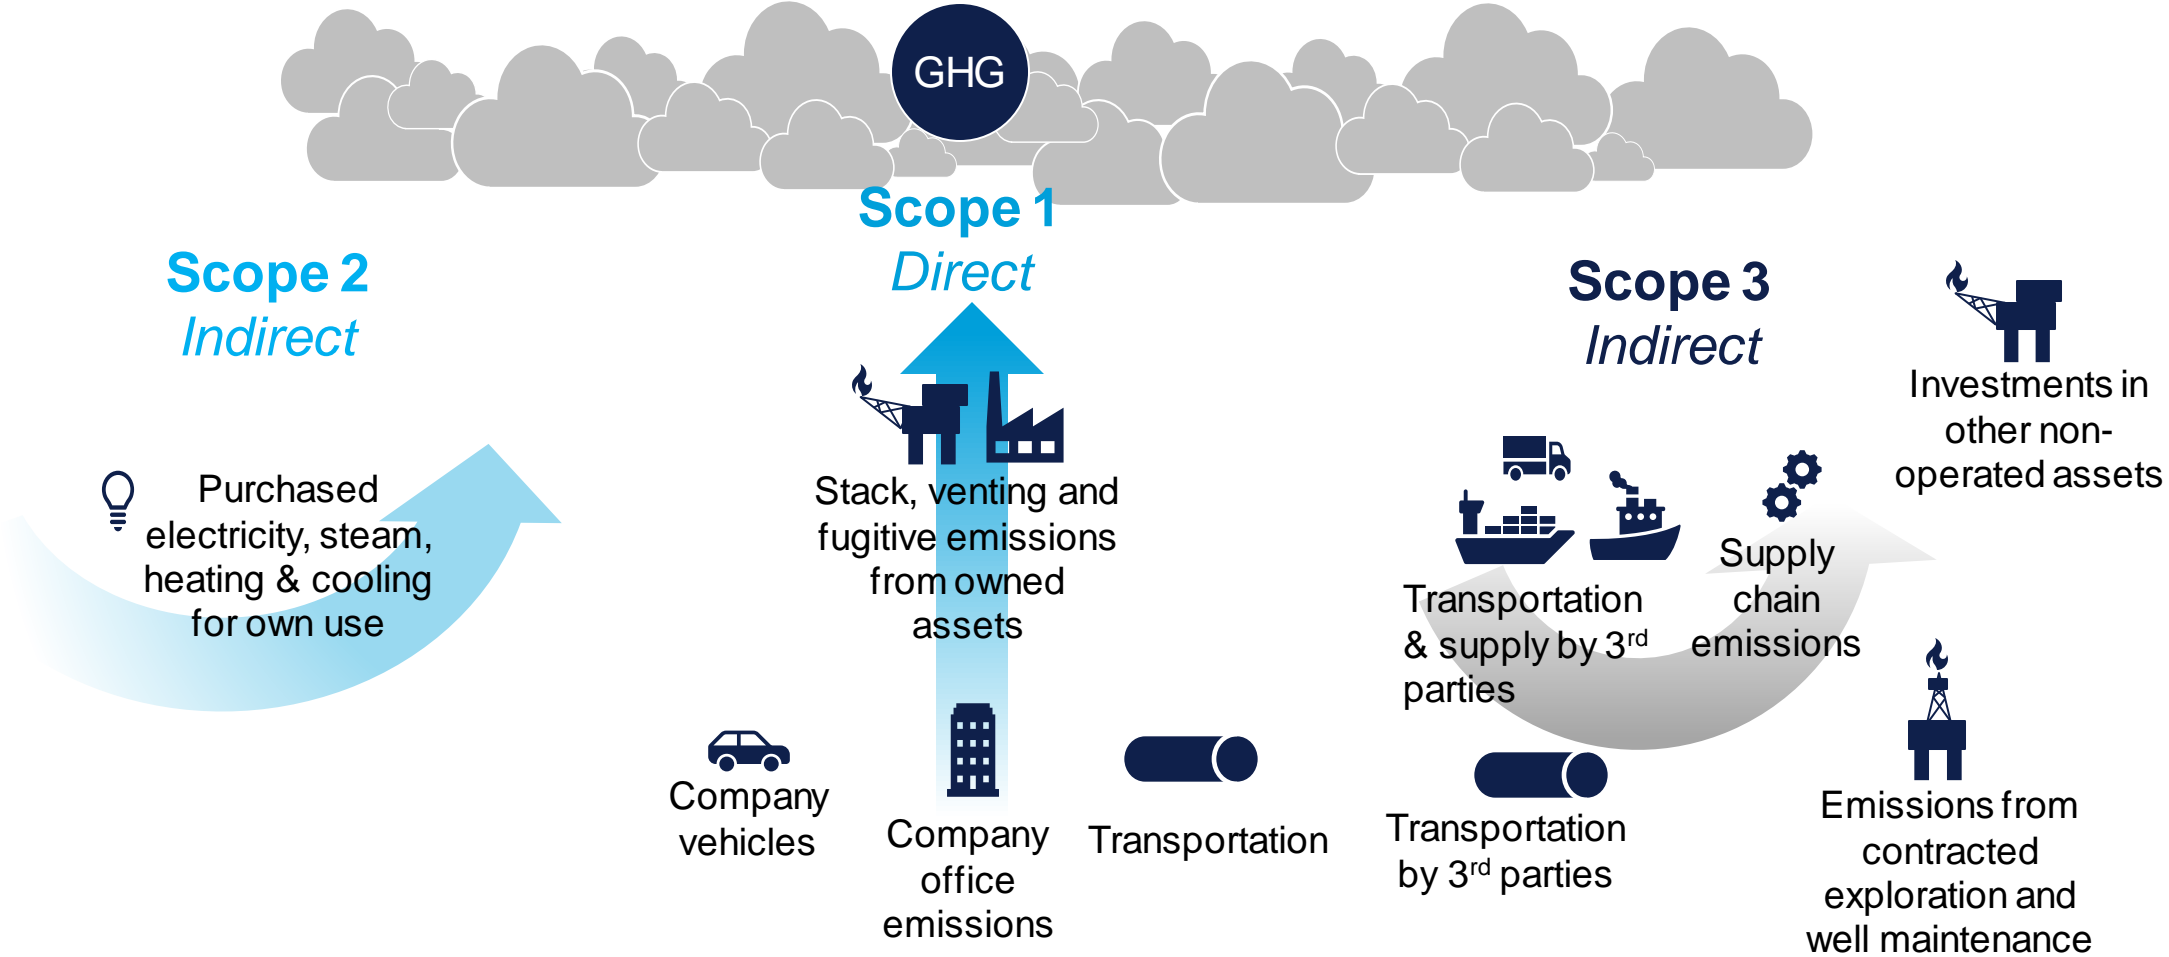 GHG
Scope 1
Direct
Scope 2
Indirect
Scope 3
Indirect
Purchased
electricity, steam,
heating & cooling
for own use
Stack, venting and
fugitive emissions
from owned
assets
Company
vehicles
Company
office
emissions
Transportation
Transportation
& supply by 3rd
parties
Supply
chain
emissions
Investments in
other non-
operated assets
Transportation
by 3rd parties
Emissions from
contracted
exploration and
well maintenance